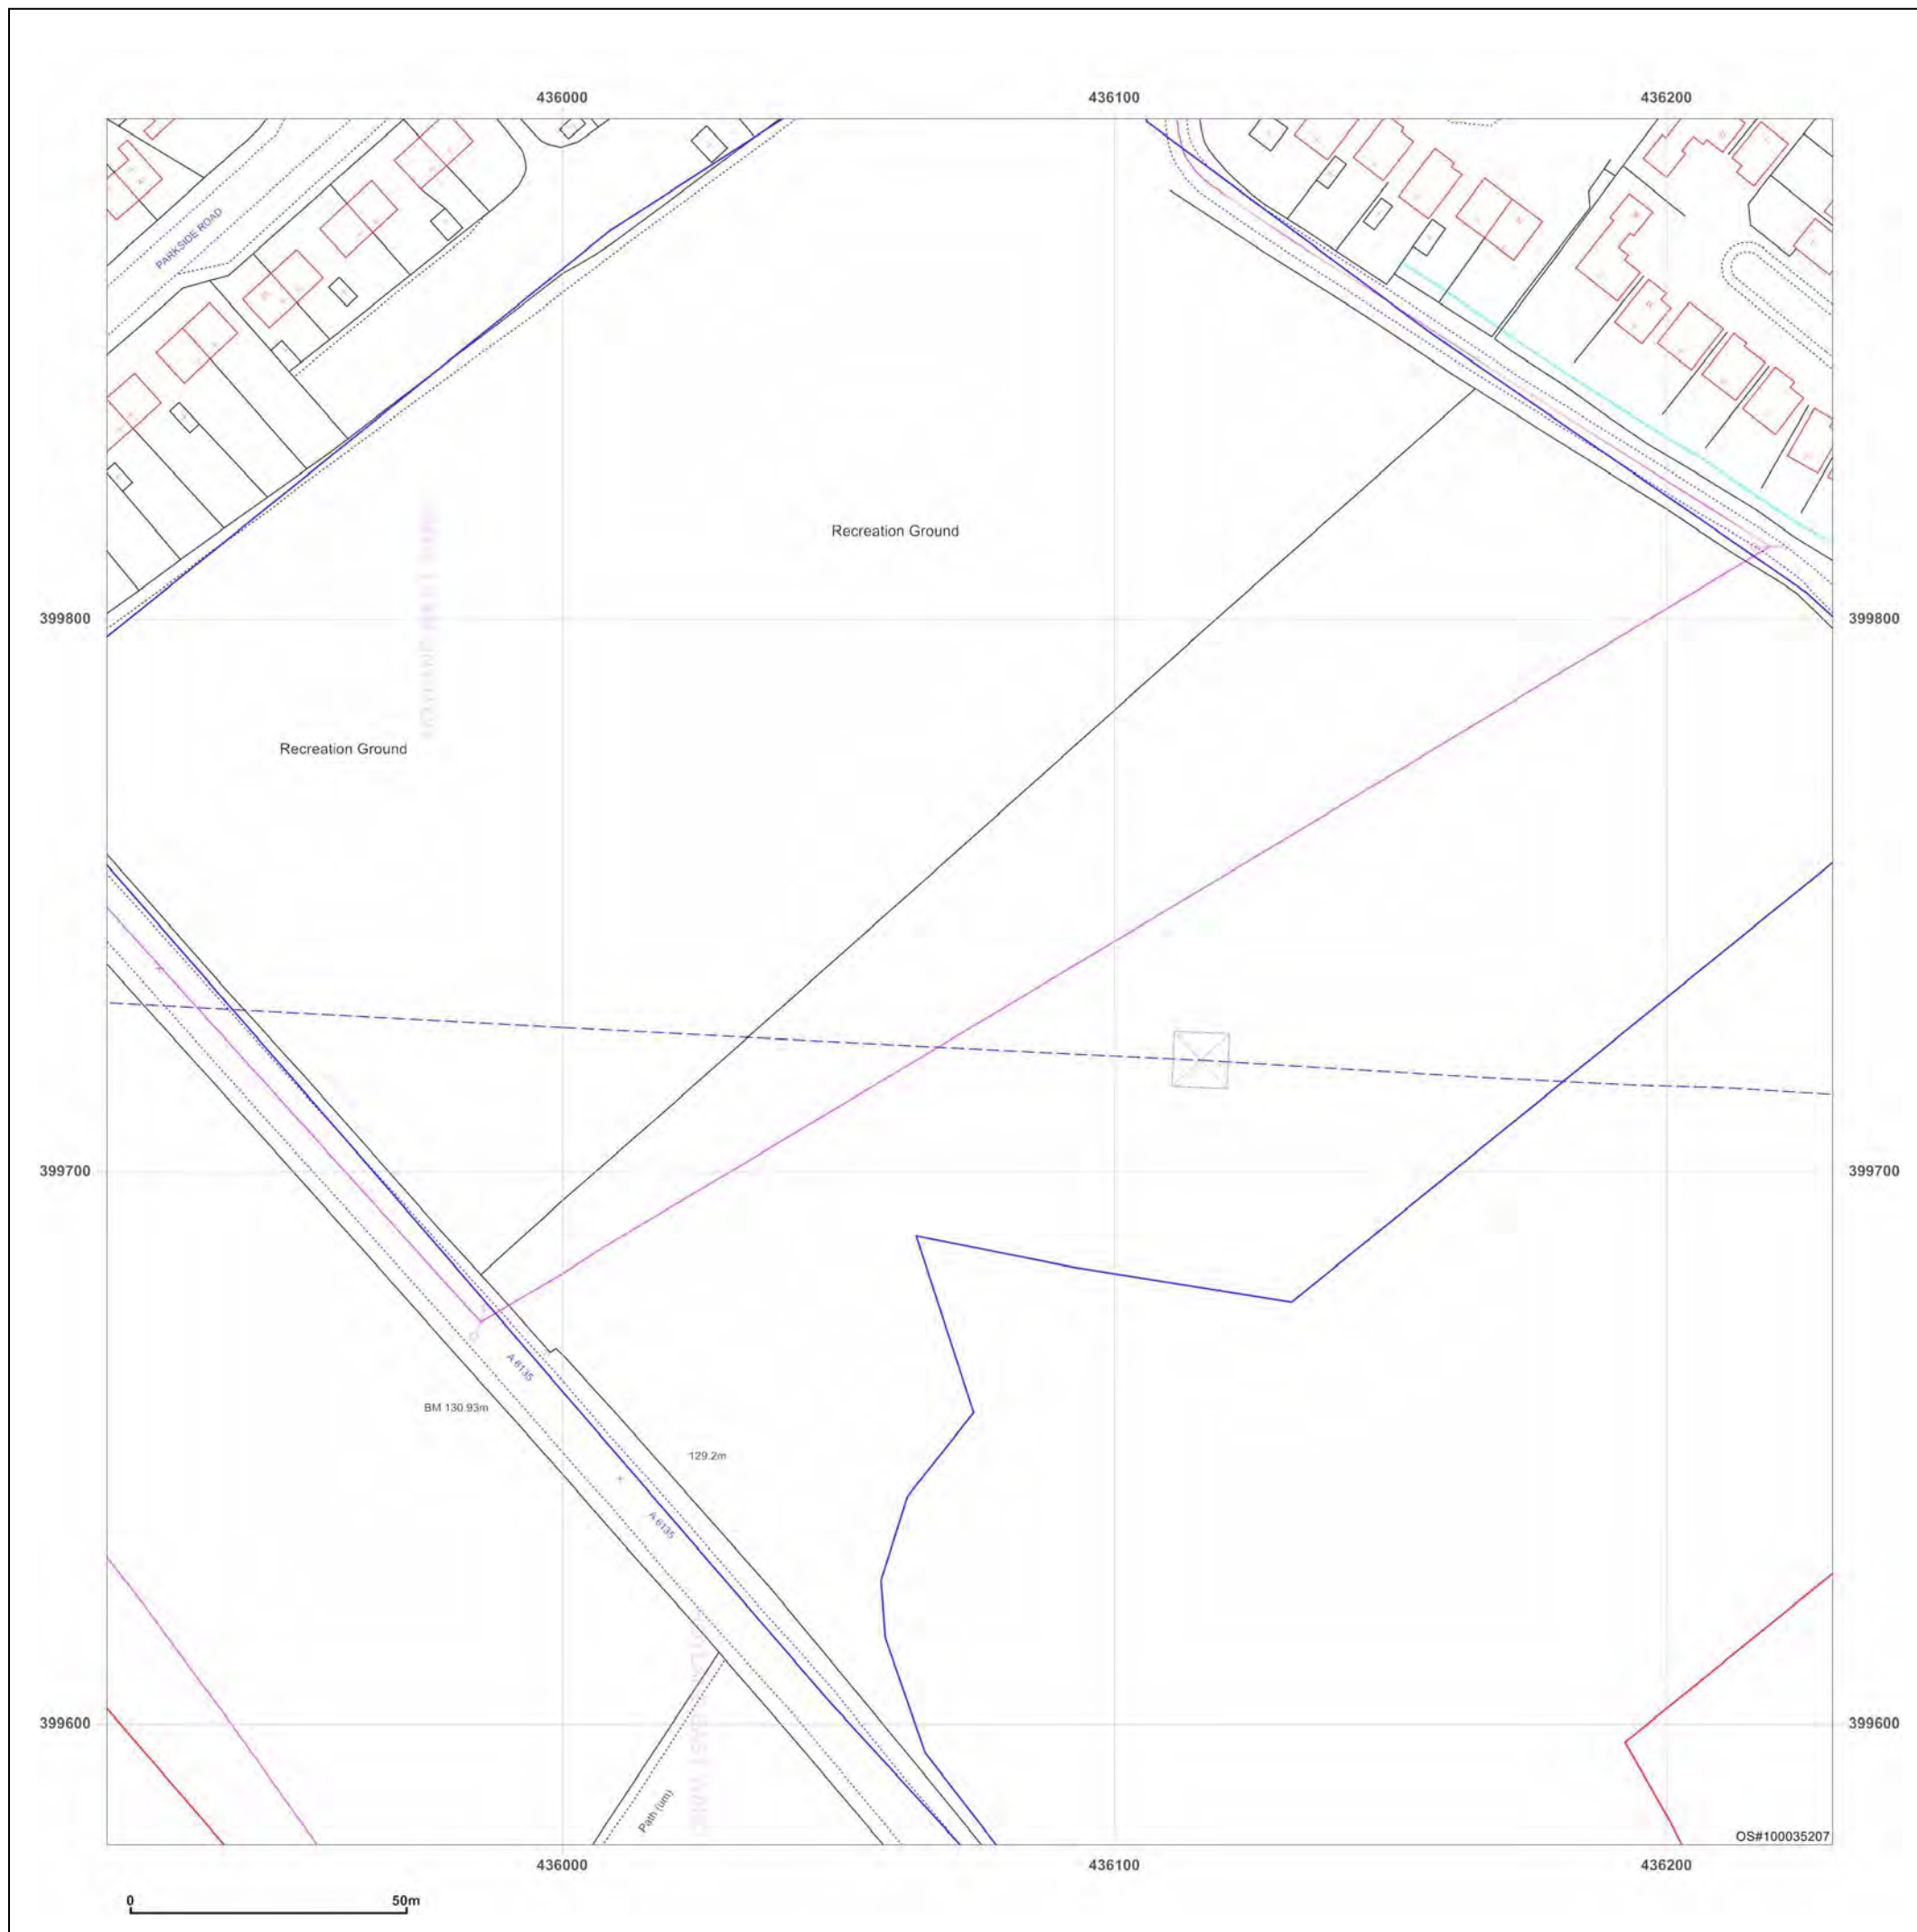 436000
436100
436200
PARKSIDE ROAD
Recreation Ground
399800
399800
Recreation Ground
399700
399700
A 6135
BM 130.93m
129.2m
A 6135
399600
399600
Path (um)
OS#100035207
436000
436100
436200
0
50m